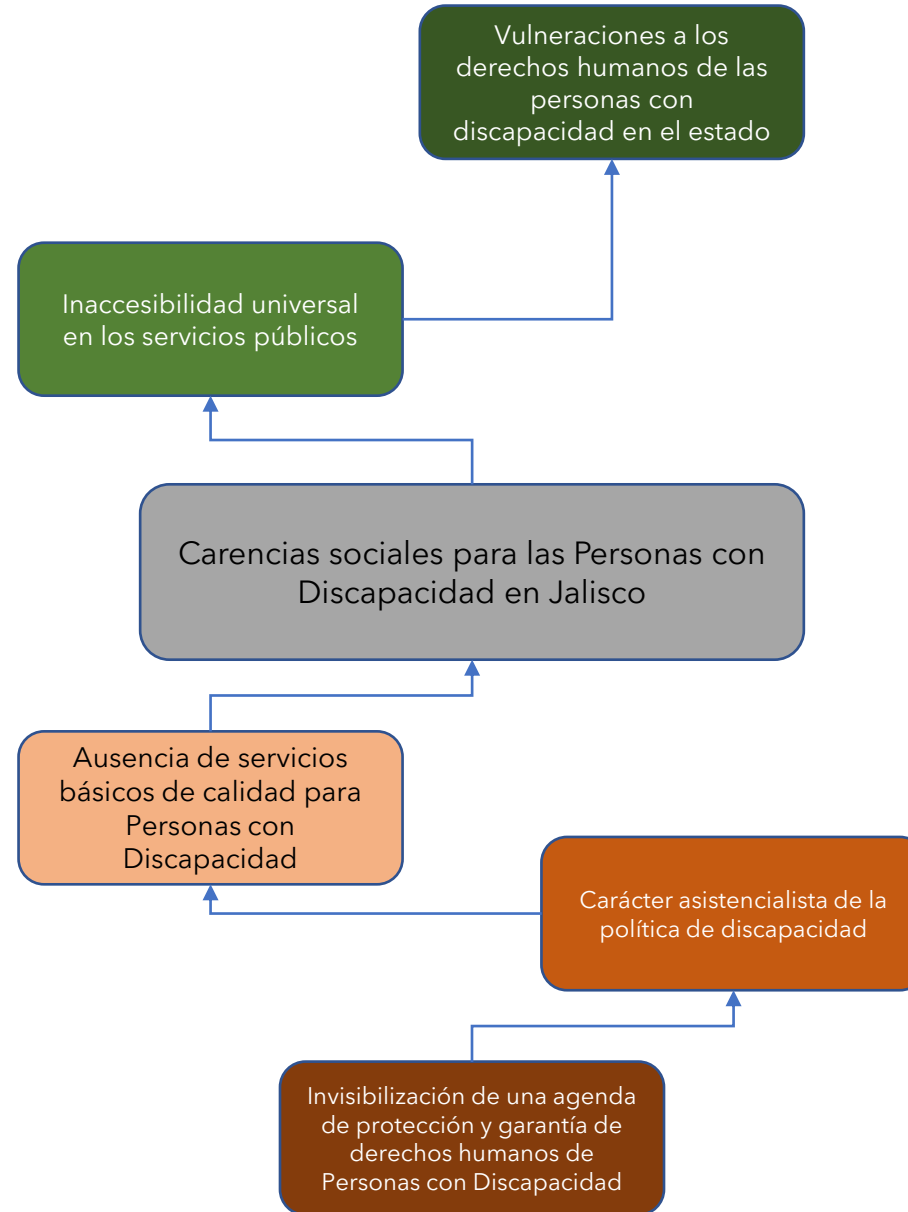 Vulneraciones a los
derechos humanos de las
personas con
discapacidad en el estado
Inaccesibilidad universal
en los servicios públicos
Carencias sociales para las Personas con
Discapacidad en Jalisco
Ausencia de servicios
básicos de calidad para
Personas con
Discapacidad
Carácter asistencialista de la
política de discapacidad
Invisibilización de una agenda
de protección y garantía de
derechos humanos de
Personas con Discapacidad